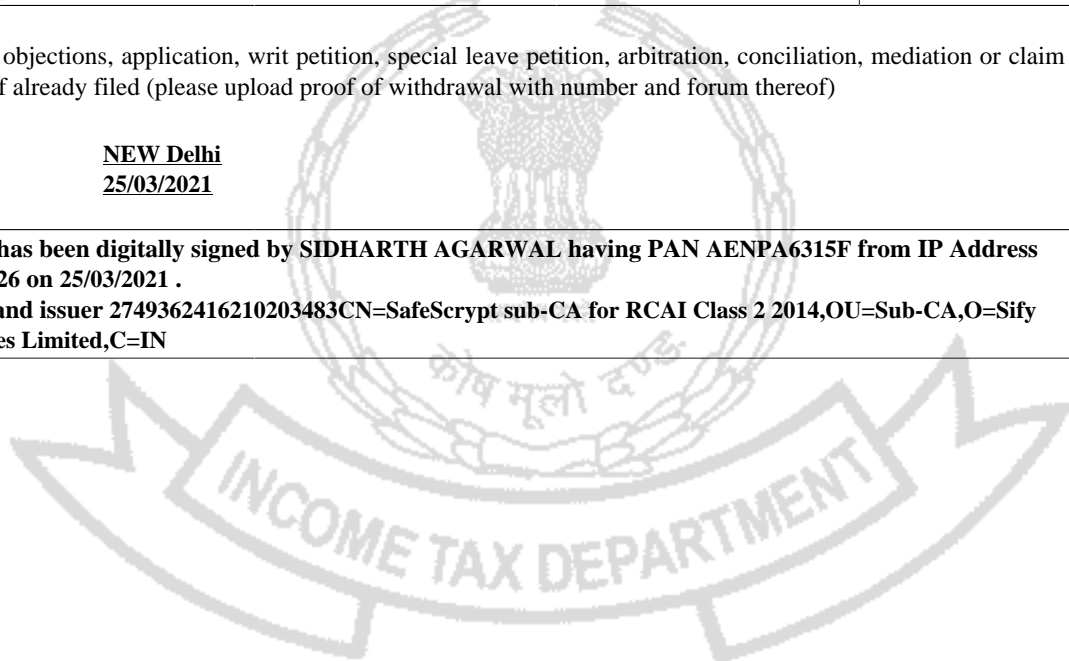 objections, application, writ petition, special leave petition, arbitration, conciliation, mediation or claim
f already filed (please upload proof of withdrawal with number and forum thereof)
NEW Delhi
25/03/2021
has been digitally signed by SIDHARTH AGARWAL having PAN AENPA6315F from IP Address
26 on 25/03/2021 .
and issuer 2749362416210203483CN=SafeScrypt sub-CA for RCAI Class 2 2014,OU=Sub-CA,O=Sify
es Limited,C=IN
कोष मूलो दण्ड:
INCOME TAX DEPARTMENT